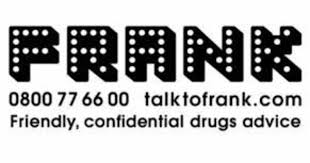 FRANK
0800 77 66 00 talktofrank.com
Friendly, confidential drugs advice